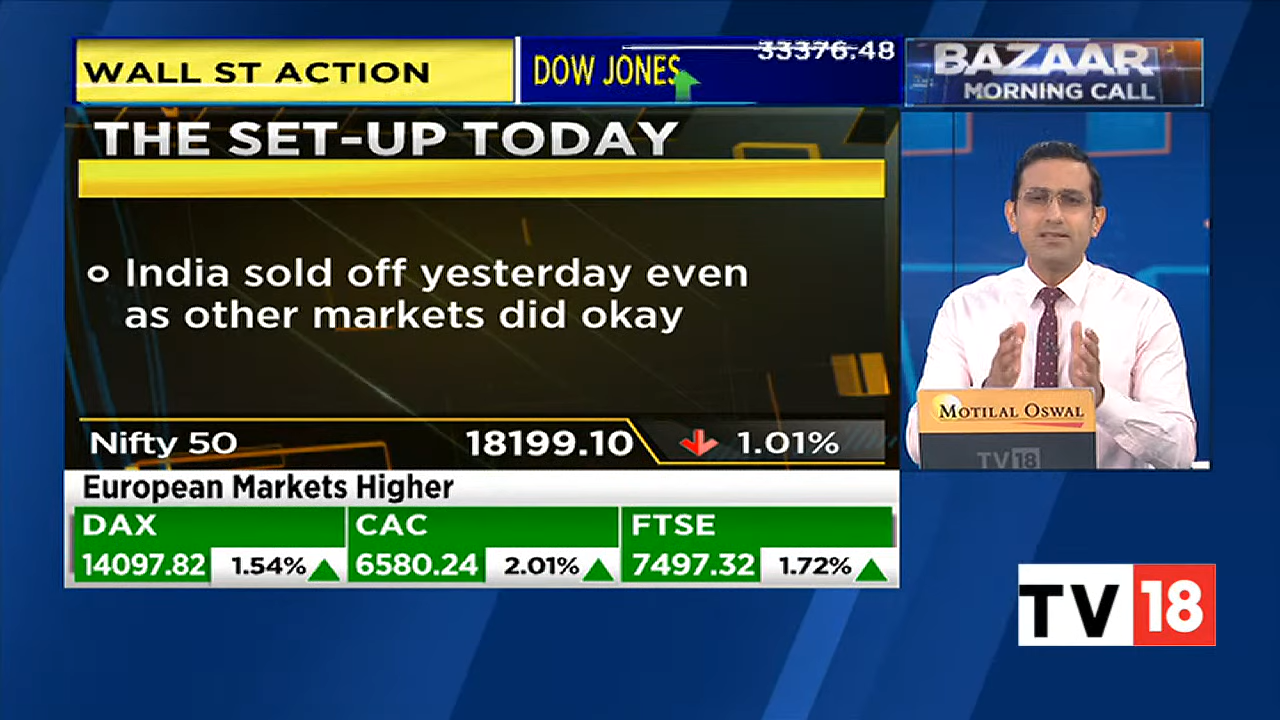 WALL ST ACTION
DOW JONES
33376.48
BAZAAR
MORNING CALL
THE SET-UP TODAY
India sold off yesterday even
as other markets did okay
Nifty 50 18199.10 1.01%
European Markets Higher
DAX CAC FTSE
14097.82 1.54% 6580.24 2.01% 7497.32 1.72%
MOTILAL OSWAL
TV18
TV18